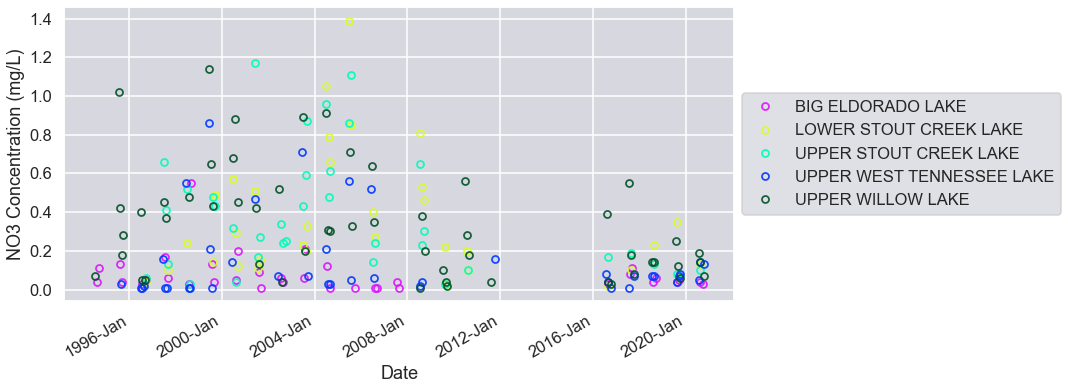 1.4
1.2
1.0
0.8
0.6
0.4
0.2
0.0
NO3 Concentration (mg/L)
1996-Jan
2000-Jan
2004-Jan
2008-Jan
2012-Jan
2016-Jan
2020-Jan
Date
BIG ELDORADO LAKE
LOWER STOUT CREEK LAKE
UPPER STOUT CREEK LAKE
UPPER WEST TENNESSEE LAKE
UPPER WILLOW LAKE